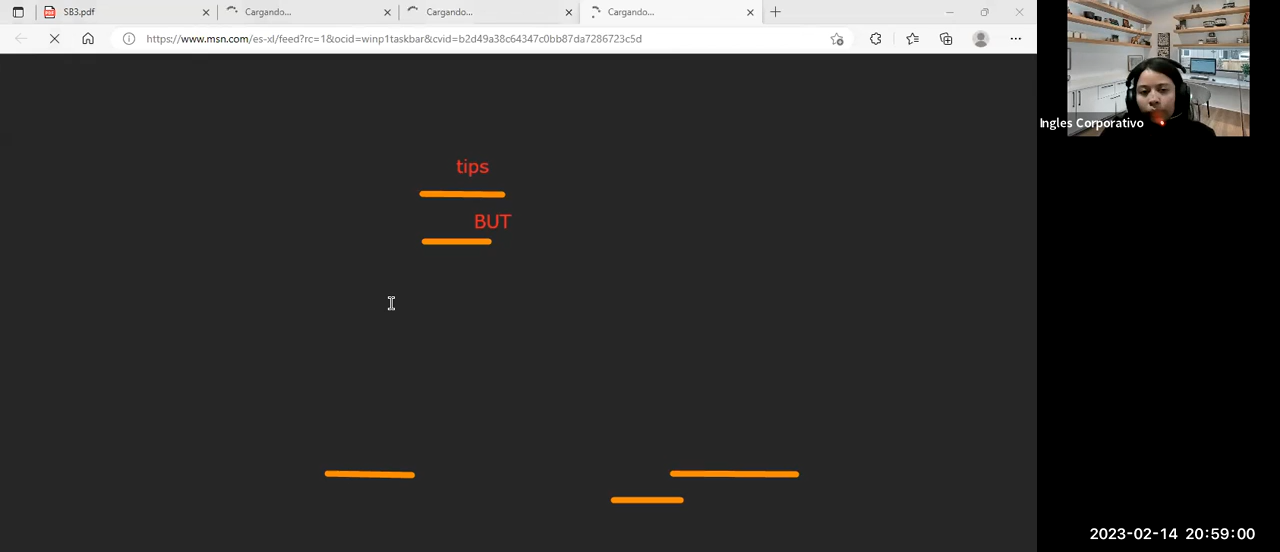 SB3.pdf
Cargando...
Cargando...
Cargando...
https://www.msn.com/es-xl/feed?rc=1&ocid=winp1taskbar&cvid=b2d49a38c64347c0bb87da7286723c5d
Ingles Corporativo
tips
BUT
2023-02-14 20:59:00